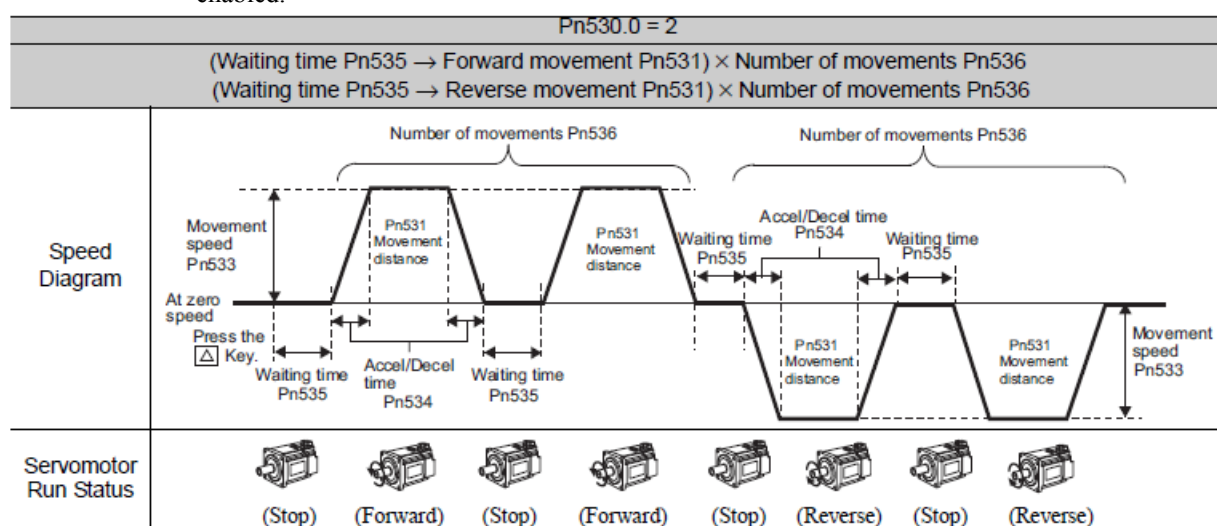 enabled.
Pn530.0 = 2
(Waiting time Pn535 → Forward movement Pn531) × Number of movements Pn536
(Waiting time Pn535 → Reverse movement Pn531) × Number of movements Pn536
Speed
Diagram
Number of movements Pn536
Number of movements Pn536
Movement
speed
Pn533
Pn531
Movement
distance
Pn531
Movement
distance
Accel/Decel time
Pn534
Waiting time
Pn535
Waiting time
Pn535
At zero
speed
Press the
△ Key.
Waiting time
Pn535
Accel/Decel
time
Pn534
Waiting time
Pn535
Pn531
Movement
distance
Pn531
Movement
distance
Movement
speed
Pn533
Servomotor
Run Status
(Stop) (Forward) (Stop) (Forward) (Stop) (Reverse) (Stop) (Reverse)